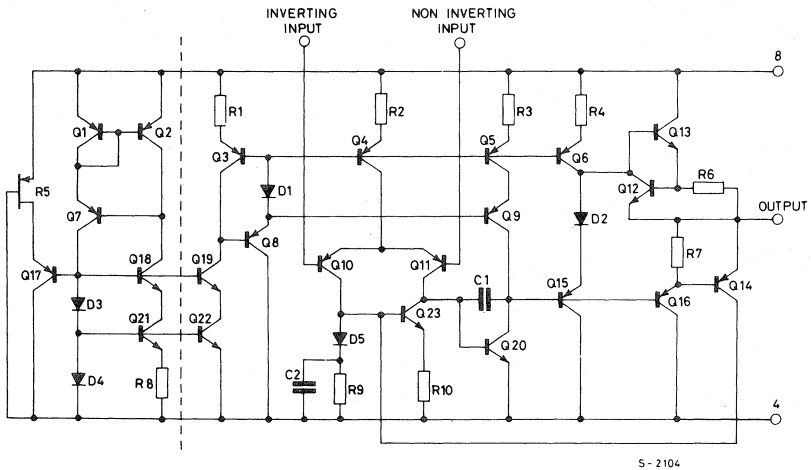 INVERTING
INPUT
NON INVERTING
INPUT
8
R1
R2
R3
R4
Q13
Q1
Q2
Q3
Q4
Q5
Q6
R5
D1
Q12
R6
Q7
Q9
D2
OUTPUT
Q8
R7
Q17
Q18
Q19
Q10
Q11
C1
Q15
Q16
Q14
D3
Q23
Q21
Q22
D5
Q20
C2
D4
R8
R9
R10
4
S-2104